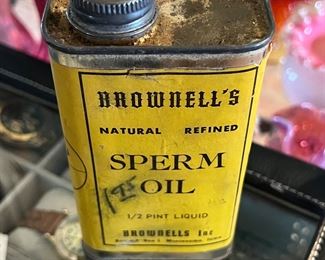 BROWNELL'S
NATURAL REFINED
SPERM
OIL
1/2 PINT LIQUID
BROWNELLS Inc